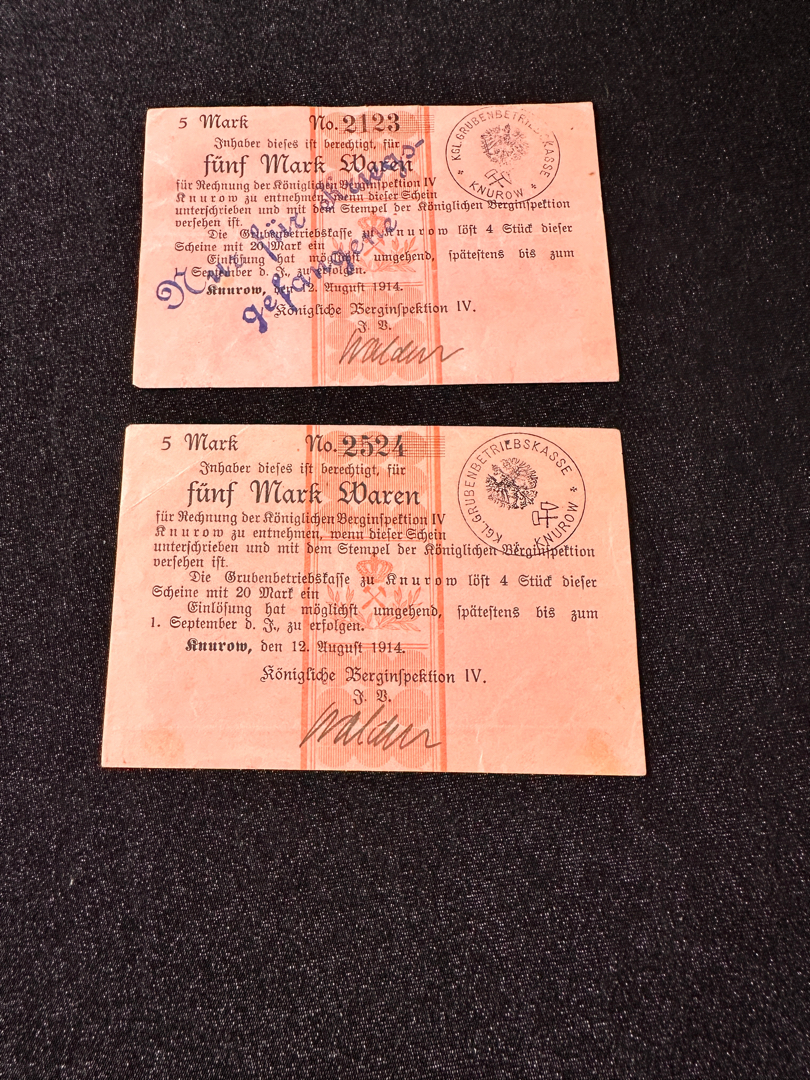 5 Mark No. 2123
Inhaber dieses ist berechtigt, für
fünf Mark Waren
für Rechnung der Königlichen Berginspektion IV
Knurow zu entnehmen, wenn dieser Schein
unterschrieben und mit dem Stempel der Königlichen Berginspektion
versehen ist.
Die Grubenbetriebskasse zu Knurow löst 4 Stück dieser
Scheine mit 20 Mark ein
Einlösung hat möglichst umgehend, spätestens bis zum
September d. J., zu erfolgen.
Knurow, den 12. August 1914.
Königliche Berginspektion IV.
J. V.
Nur für Kriegs-
gefangene
KGL.GRUBENBETRIEBSKASSE
* KNUROW *
5 Mark No. 2524
Inhaber dieses ist berechtigt, für
fünf Mark Waren
für Rechnung der Königlichen Berginspektion IV
Knurow zu entnehmen, wenn dieser Schein
unterschrieben und mit dem Stempel der Königlichen Berginspektion
versehen ist.
Die Grubenbetriebskasse zu Knurow löst 4 Stück dieser
Scheine mit 20 Mark ein
Einlösung hat möglichst umgehend, spätestens bis zum
1. September d. J., zu erfolgen.
Knurow, den 12. August 1914.
Königliche Berginspektion IV.
J. V.
KGL.GRUBENBETRIEBSKASSE
* KNUROW *